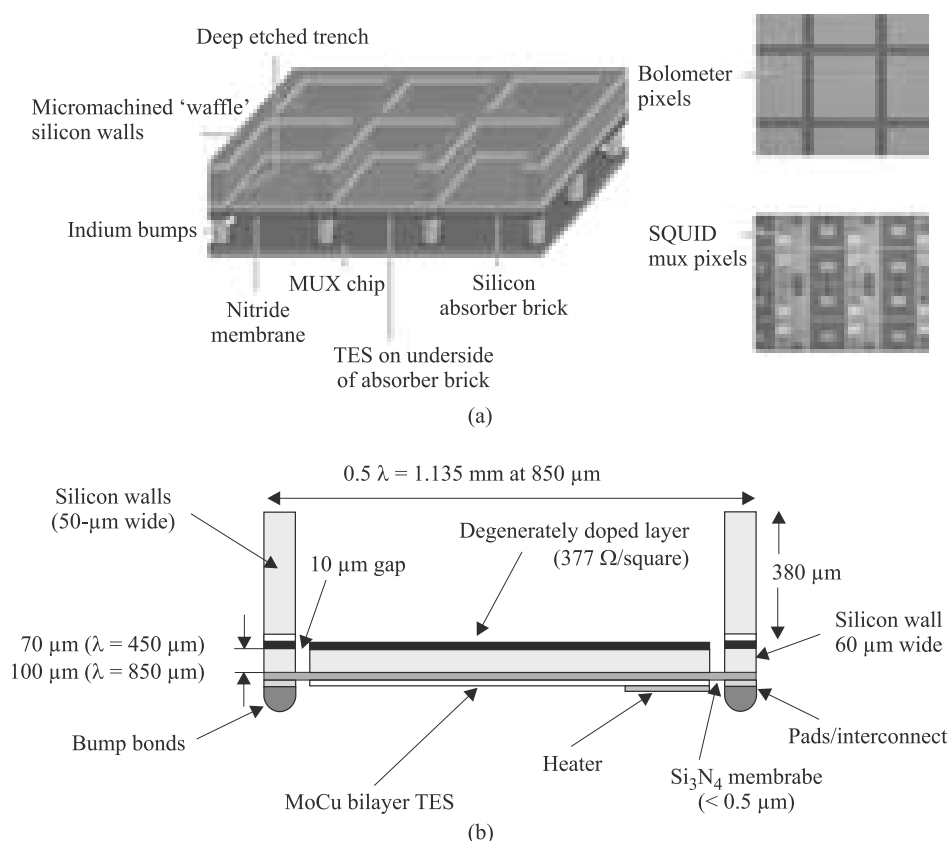 Deep etched trench
Micromachined ‘waffle’
silicon walls
Indium bumps
Nitride
membrane
MUX chip
TES on underside
of absorber brick
Silicon
absorber brick
Bolometer
pixels
SQUID
mux pixels
(a)
0.5 λ = 1.135 mm at 850 µm
Silicon walls
(50-µm wide)
10 µm gap
Degenerately doped layer
(377 Ω/square)
380 µm
Silicon wall
60 µm wide
70 µm (λ = 450 µm)
100 µm (λ = 850 µm)
Bump bonds
MoCu bilayer TES
Heater
Si3N4 membrabe
(< 0.5 µm)
Pads/interconnect
(b)